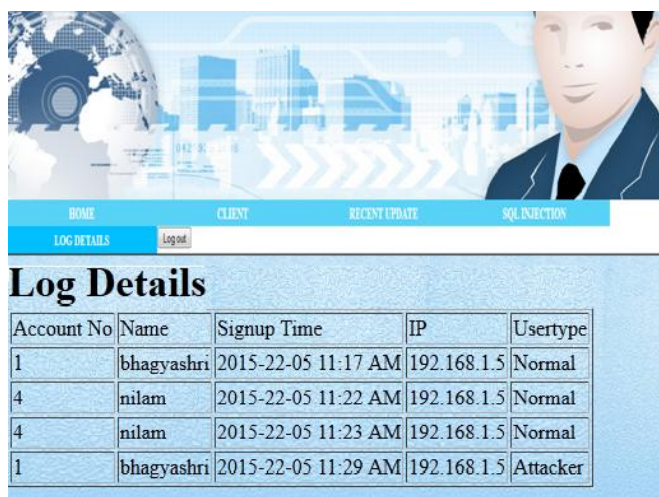 HOME CLIENT RECENT UPDATE SQL INJECTION
LOG DETAILS Log out
Log Details
Account No Name Signup Time IP Usertype
1 bhagyashri 2015-22-05 11:17 AM 192.168.1.5 Normal
4 nilam 2015-22-05 11:22 AM 192.168.1.5 Normal
4 nilam 2015-22-05 11:23 AM 192.168.1.5 Normal
1 bhagyashri 2015-22-05 11:29 AM 192.168.1.5 Attacker